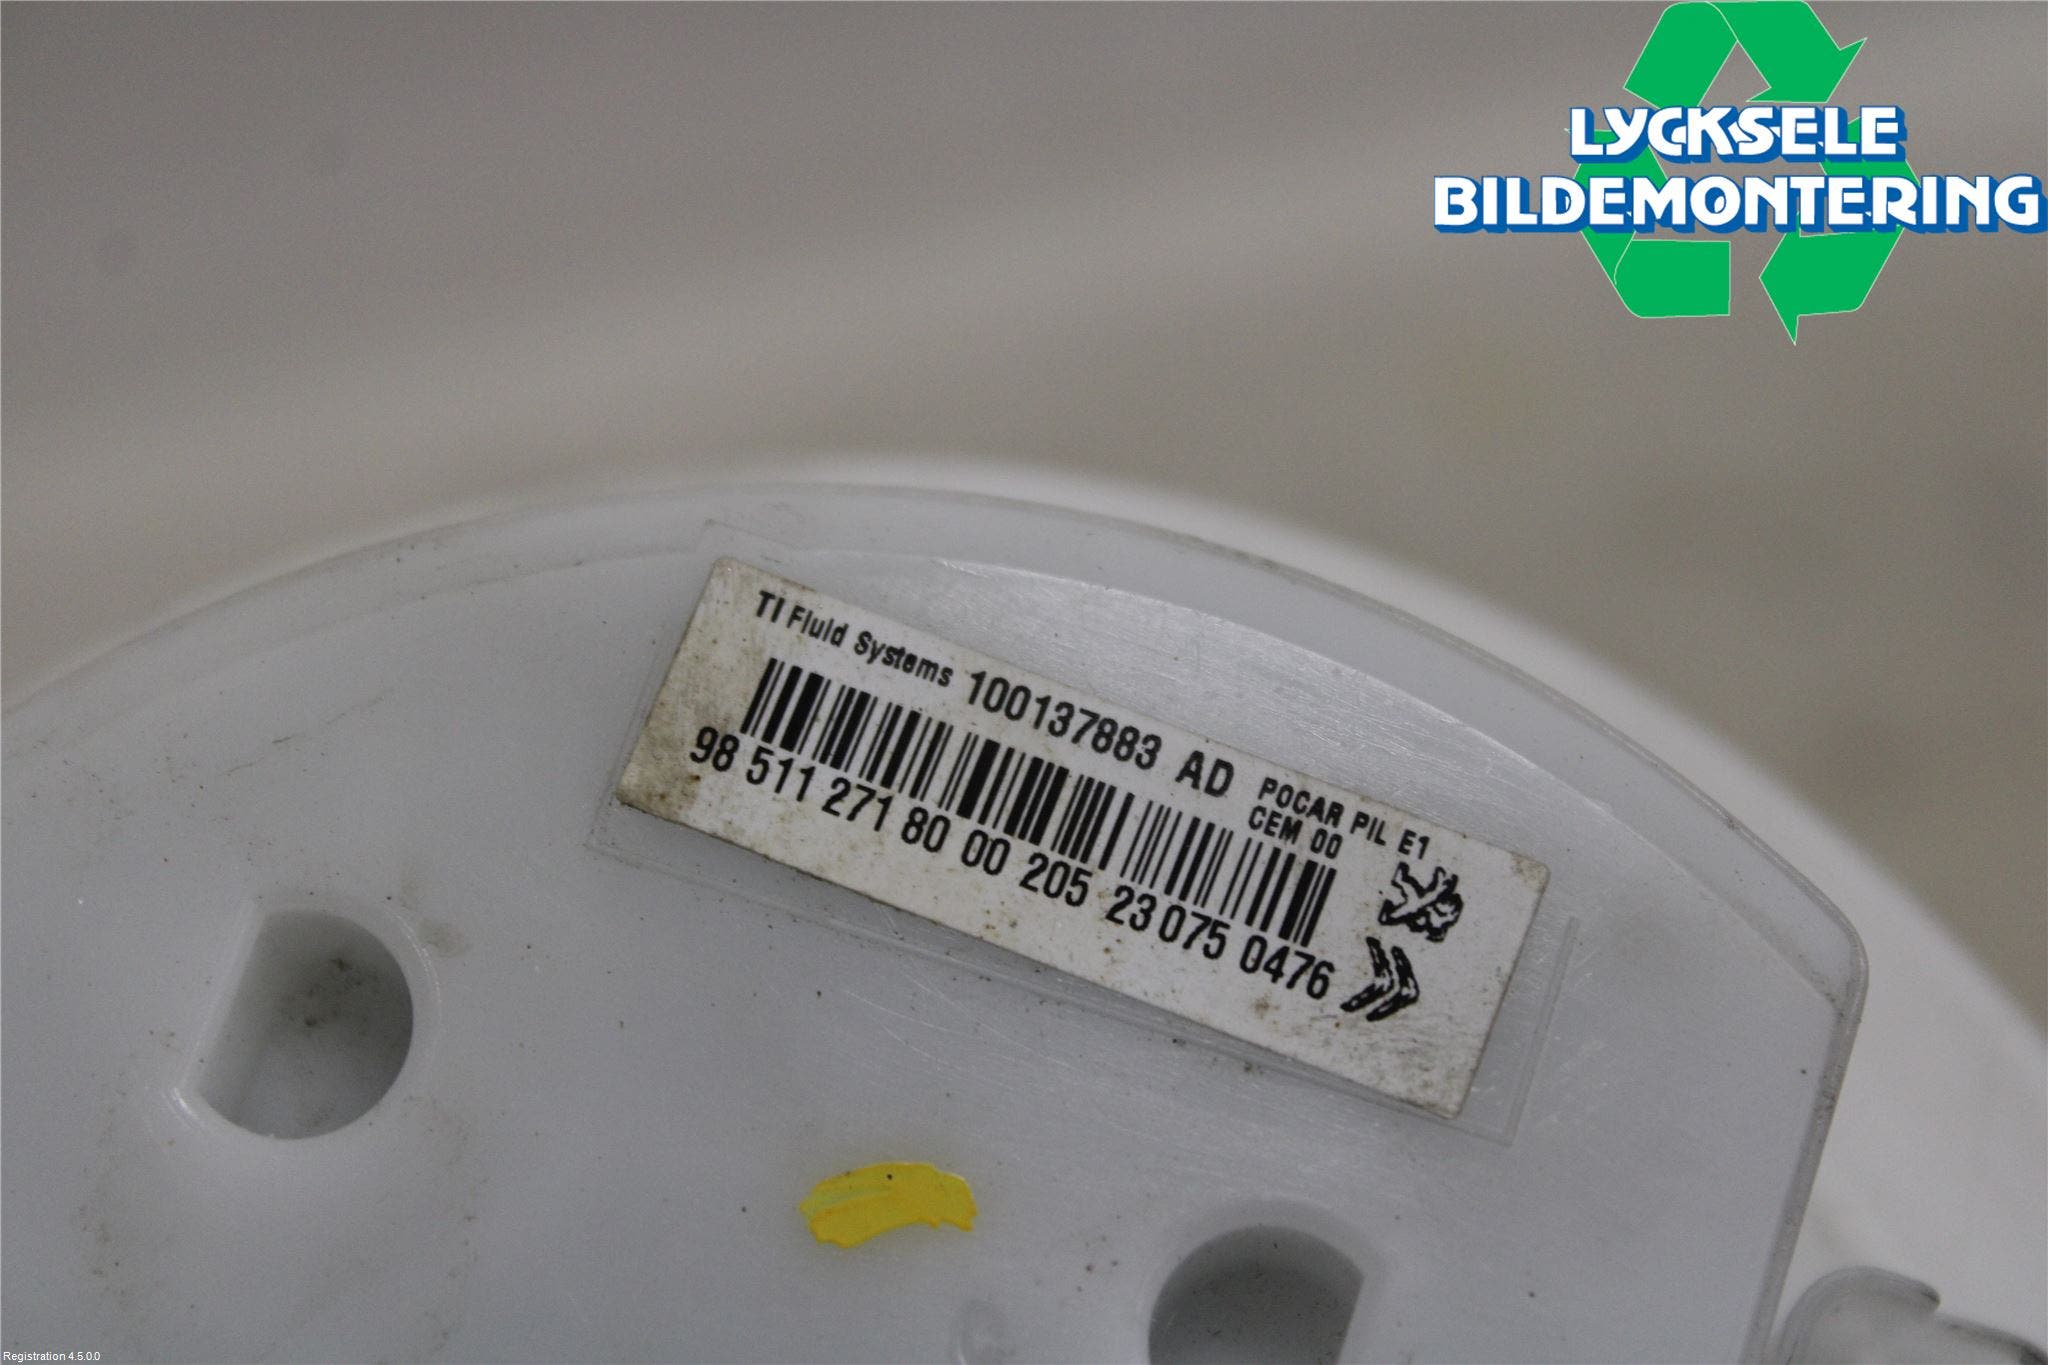 LYCKSELE
BILDEMONTERING
TI Fluid Systems 100137883 AD POCAR PIL E1
CEM 00
98 511 271 80 00 205 23 075 0476
Registration 4.5.0.0